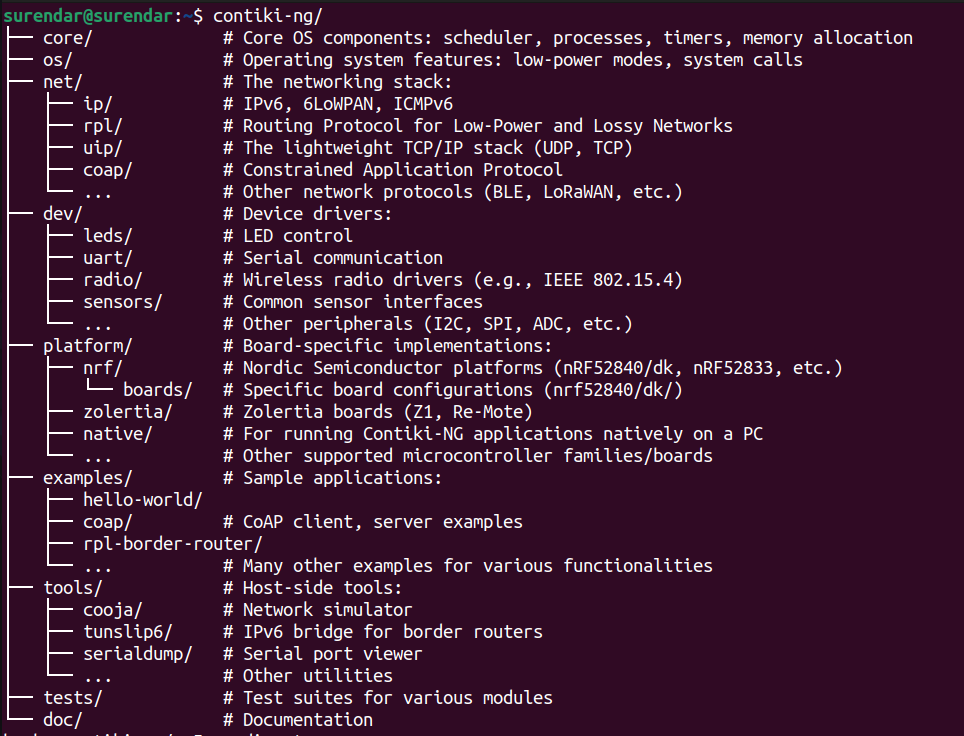 surendar@surendar:~$ contiki-ng/
├── core/ # Core OS components: scheduler, processes, timers, memory allocation
├── os/ # Operating system features: low-power modes, system calls
├── net/ # The networking stack:
│   ├── ip/ # IPv6, 6LoWPAN, ICMPv6
│   ├── rpl/ # Routing Protocol for Low-Power and Lossy Networks
│   ├── uip/ # The lightweight TCP/IP stack (UDP, TCP)
│   ├── coap/ # Constrained Application Protocol
│   └── ... # Other network protocols (BLE, LoRaWAN, etc.)
├── dev/ # Device drivers:
│   ├── leds/ # LED control
│   ├── uart/ # Serial communication
│   ├── radio/ # Wireless radio drivers (e.g., IEEE 802.15.4)
│   ├── sensors/ # Common sensor interfaces
│   └── ... # Other peripherals (I2C, SPI, ADC, etc.)
├── platform/ # Board-specific implementations:
│   ├── nrf/ # Nordic Semiconductor platforms (nRF52840/dk, nRF52833, etc.)
│   │   └── boards/ # Specific board configurations (nrf52840/dk/)
│   ├── zolertia/ # Zolertia boards (Z1, Re-Mote)
│   ├── native/ # For running Contiki-NG applications natively on a PC
│   └── ... # Other supported microcontroller families/boards
├── examples/ # Sample applications:
│   ├── hello-world/
│   ├── coap/ # CoAP client, server examples
│   ├── rpl-border-router/
│   └── ... # Many other examples for various functionalities
├── tools/ # Host-side tools:
│   ├── cooja/ # Network simulator
│   ├── tunslip6/ # IPv6 bridge for border routers
│   ├── serialdump/ # Serial port viewer
│   └── ... # Other utilities
├── tests/ # Test suites for various modules
└── doc/ # Documentation